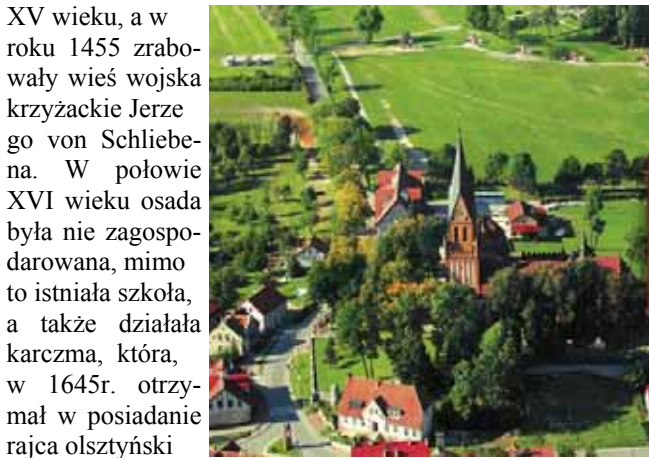 XV wieku, a w
roku 1455 zrabo-
wały wieś wojska
krzyżackie Jerze
go von Schliebe-
na. W połowie
XVI wieku osada
była nie zagospo-
darowana, mimo
to istniała szkoła,
a także działała
karczma, która,
w 1645r. otrzy-
mał w posiadanie
rajca olsztyński